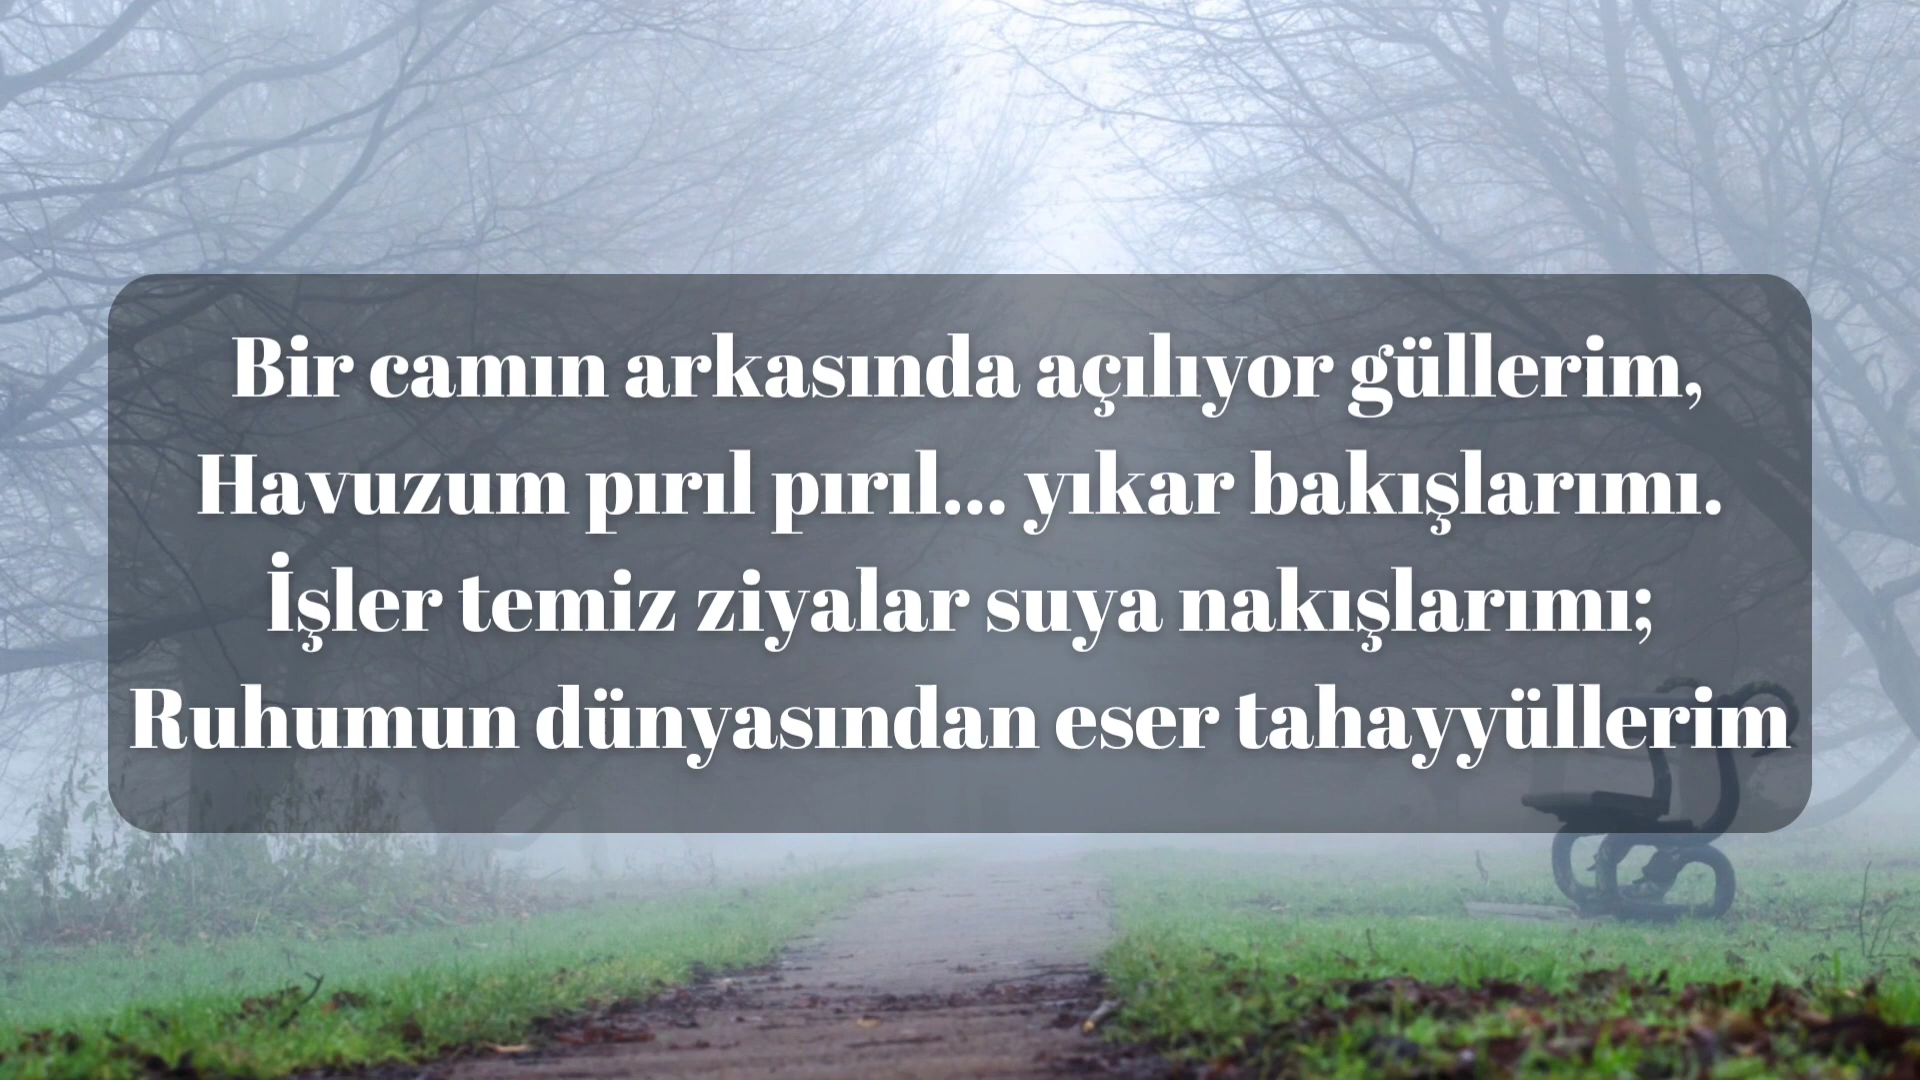 Bir camın arkasında açılıyor güllerim,
Havuzum pırıl pırıl... yıkar bakışlarımı.
İşler temiz ziyalar suya nakışlarımı;
Ruhumun dünyasından eser tahayyüllerim